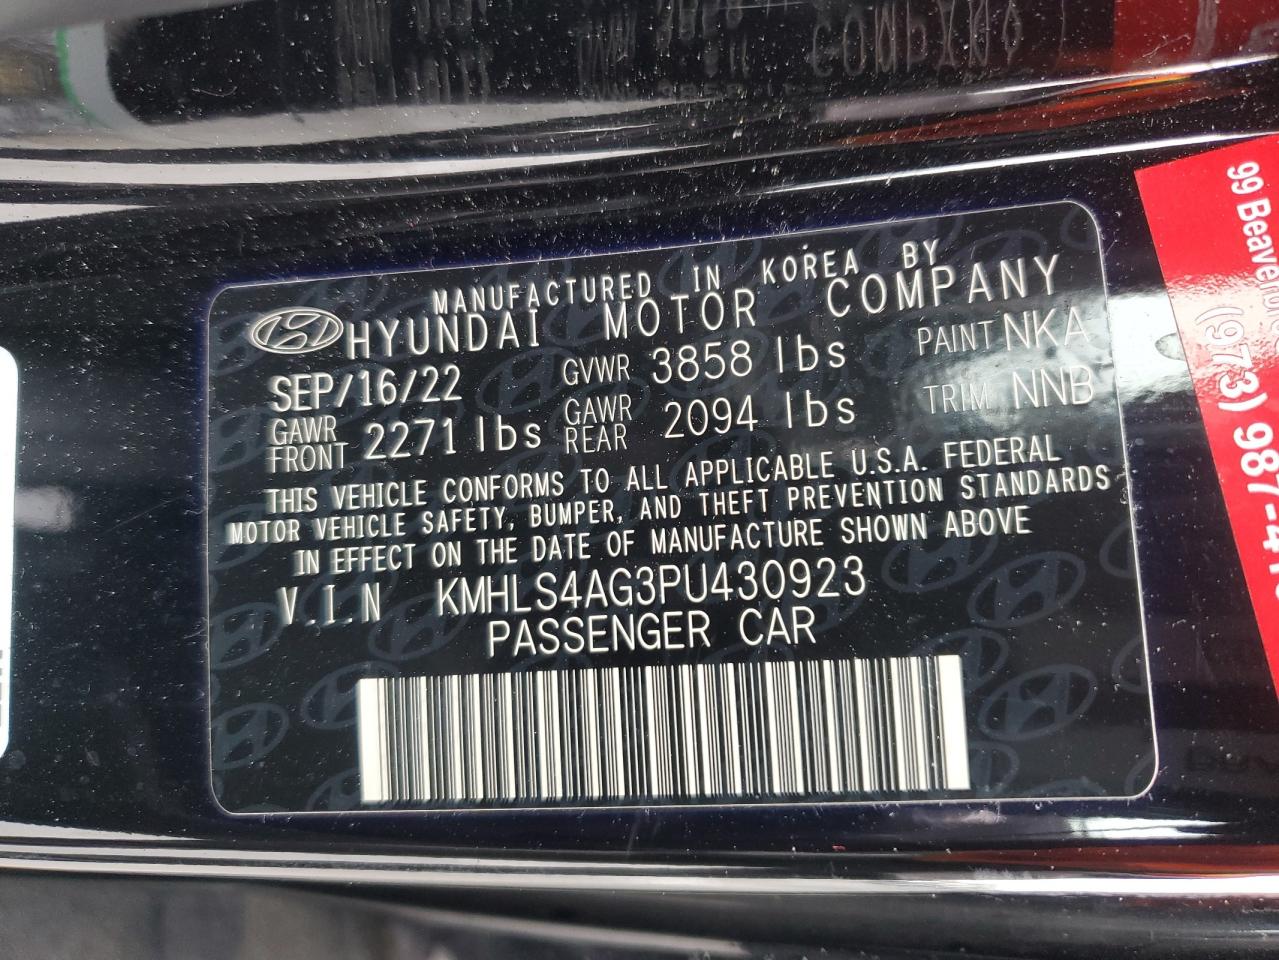 MANUFACTURED IN KOREA BY
HYUNDAI MOTOR COMPANY
SEP/16/22 GVWR 3858 lbs PAINT NKA
GAWR FRONT 2271 lbs GAWR REAR 2094 lbs TRIM NNB
THIS VEHICLE CONFORMS TO ALL APPLICABLE U.S.A. FEDERAL
MOTOR VEHICLE SAFETY, BUMPER, AND THEFT PREVENTION STANDARDS
IN EFFECT ON THE DATE OF MANUFACTURE SHOWN ABOVE
V.I.N KMHLS4AG3PU430923
PASSENGER CAR
99
(973) 987-4